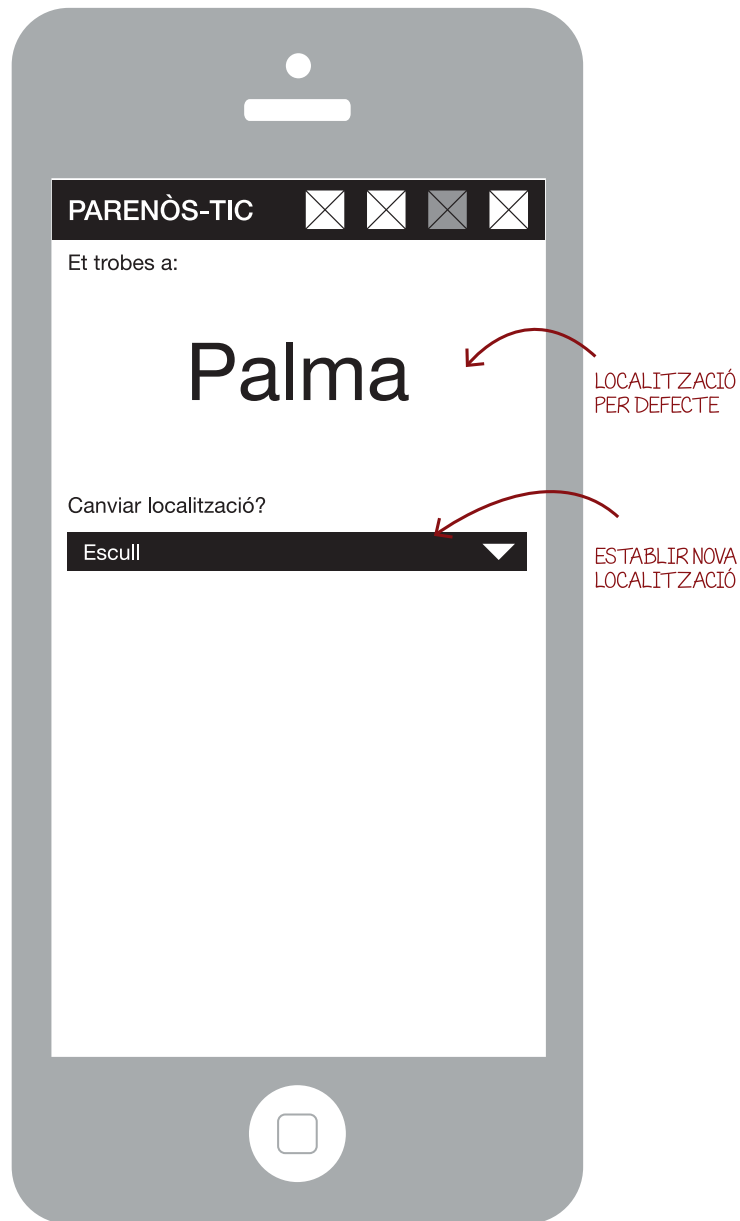 PARENÒS-TIC
Et trobes a:
Palma
LOCALITZACIÓ
PER DEFECTE
Canviar localització?
Escull
ESTABLIR NOVA
LOCALITZACIÓ